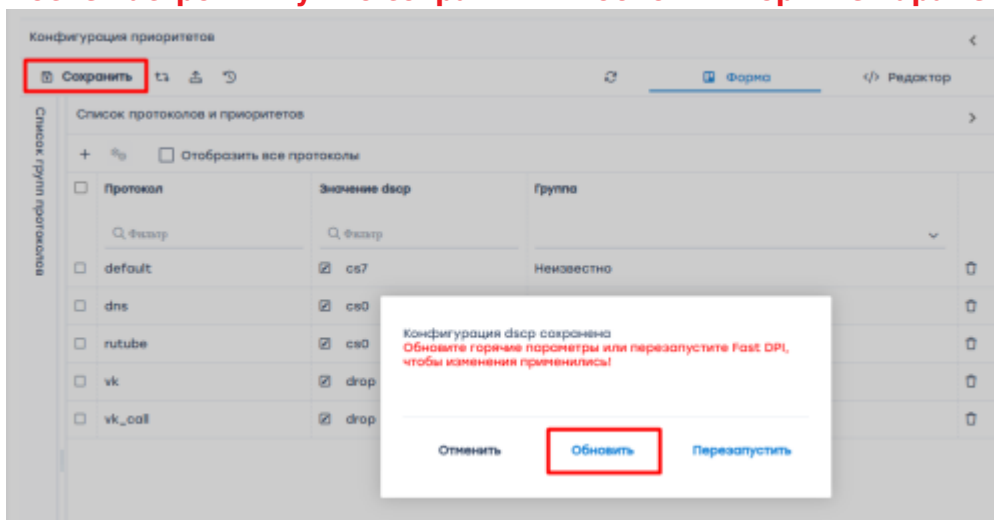 Конфигурация приоритетов
Сохранить
Форма
</> Редактор
Список групп протоколов
Список протоколов и приоритетов
+ Отобразить все протоколы
Протокол Значение dscp Группа
Фильтр Фильтр
default cs7 Неизвестно
dns cs0
rutube cs0
vk drop
vk_call drop
Конфигурация dscp сохранена
Обновите горячие параметры или перезапустите Fast DPI,
чтобы изменения применились!
Отменить Обновить Перезапустить